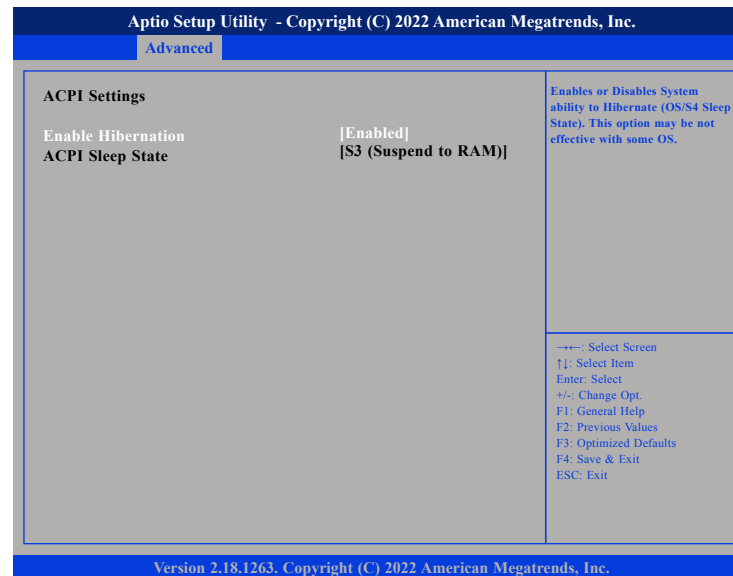 Aptio Setup Utility - Copyright (C) 2022 American Megatrends, Inc.
Advanced
ACPI Settings
Enable Hibernation [Enabled]
ACPI Sleep State [S3 (Suspend to RAM)]
Enables or Disables System
ability to Hibernate (OS/S4 Sleep
State). This option may be not
effective with some OS.
→←: Select Screen
↑↓: Select Item
Enter: Select
+/-: Change Opt.
F1: General Help
F2: Previous Values
F3: Optimized Defaults
F4: Save & Exit
ESC: Exit
Version 2.18.1263. Copyright (C) 2022 American Megatrends, Inc.